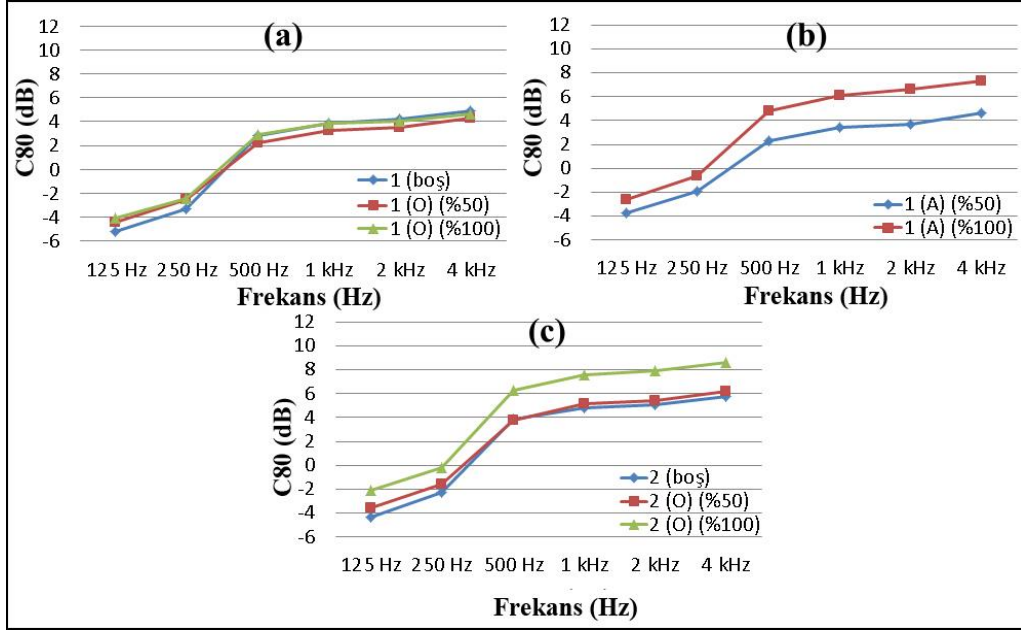 (a)
C80 (dB)
12
10
8
6
4
2
0
-2
-4
-6
1 (boş)
1 (O) (%50)
1 (O) (%100)
125 Hz 250 Hz 500 Hz 1 kHz 2 kHz 4 kHz
Frekans (Hz)
(b)
C80 (dB)
12
10
8
6
4
2
0
-2
-4
-6
1 (A) (%50)
1 (A) (%100)
125 Hz 250 Hz 500 Hz 1 kHz 2 kHz 4 kHz
Frekans (Hz)
(c)
C80 (dB)
12
10
8
6
4
2
0
-2
-4
-6
2 (boş)
2 (O) (%50)
2 (O) (%100)
125 Hz 250 Hz 500 Hz 1 kHz 2 kHz 4 kHz
Frekans (Hz)